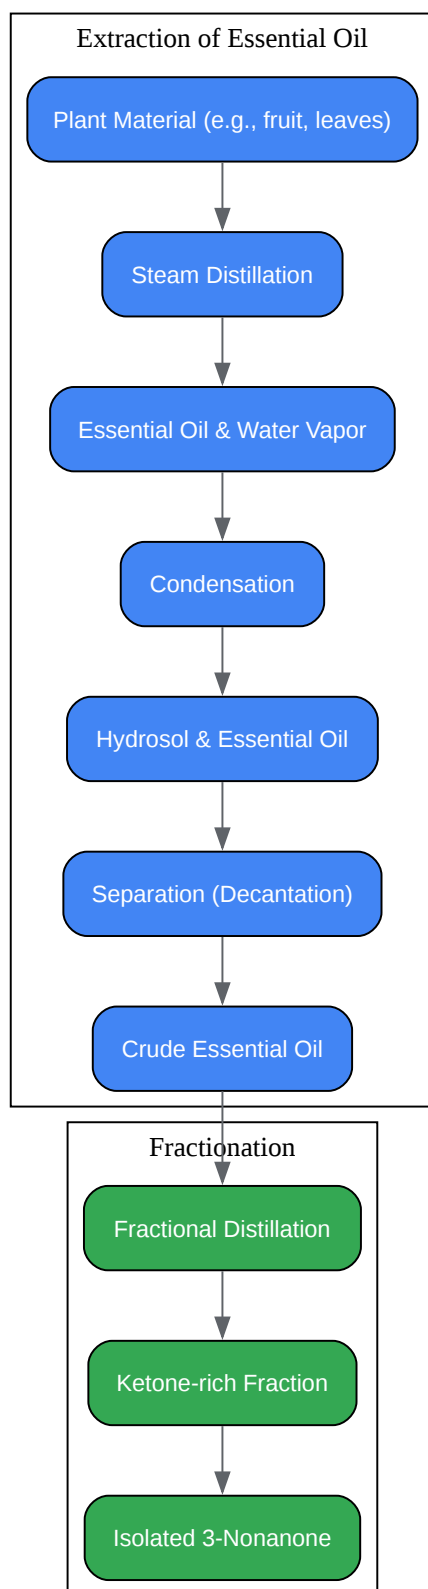 Extraction of Essential Oil
Plant Material (e.g., fruit, leaves)
Steam Distillation
Essential Oil & Water Vapor
Condensation
Hydrosol & Essential Oil
Separation (Decantation)
Crude Essential Oil
Fractionation
Fractional Distillation
Ketone-rich Fraction
Isolated 3-Nonanone